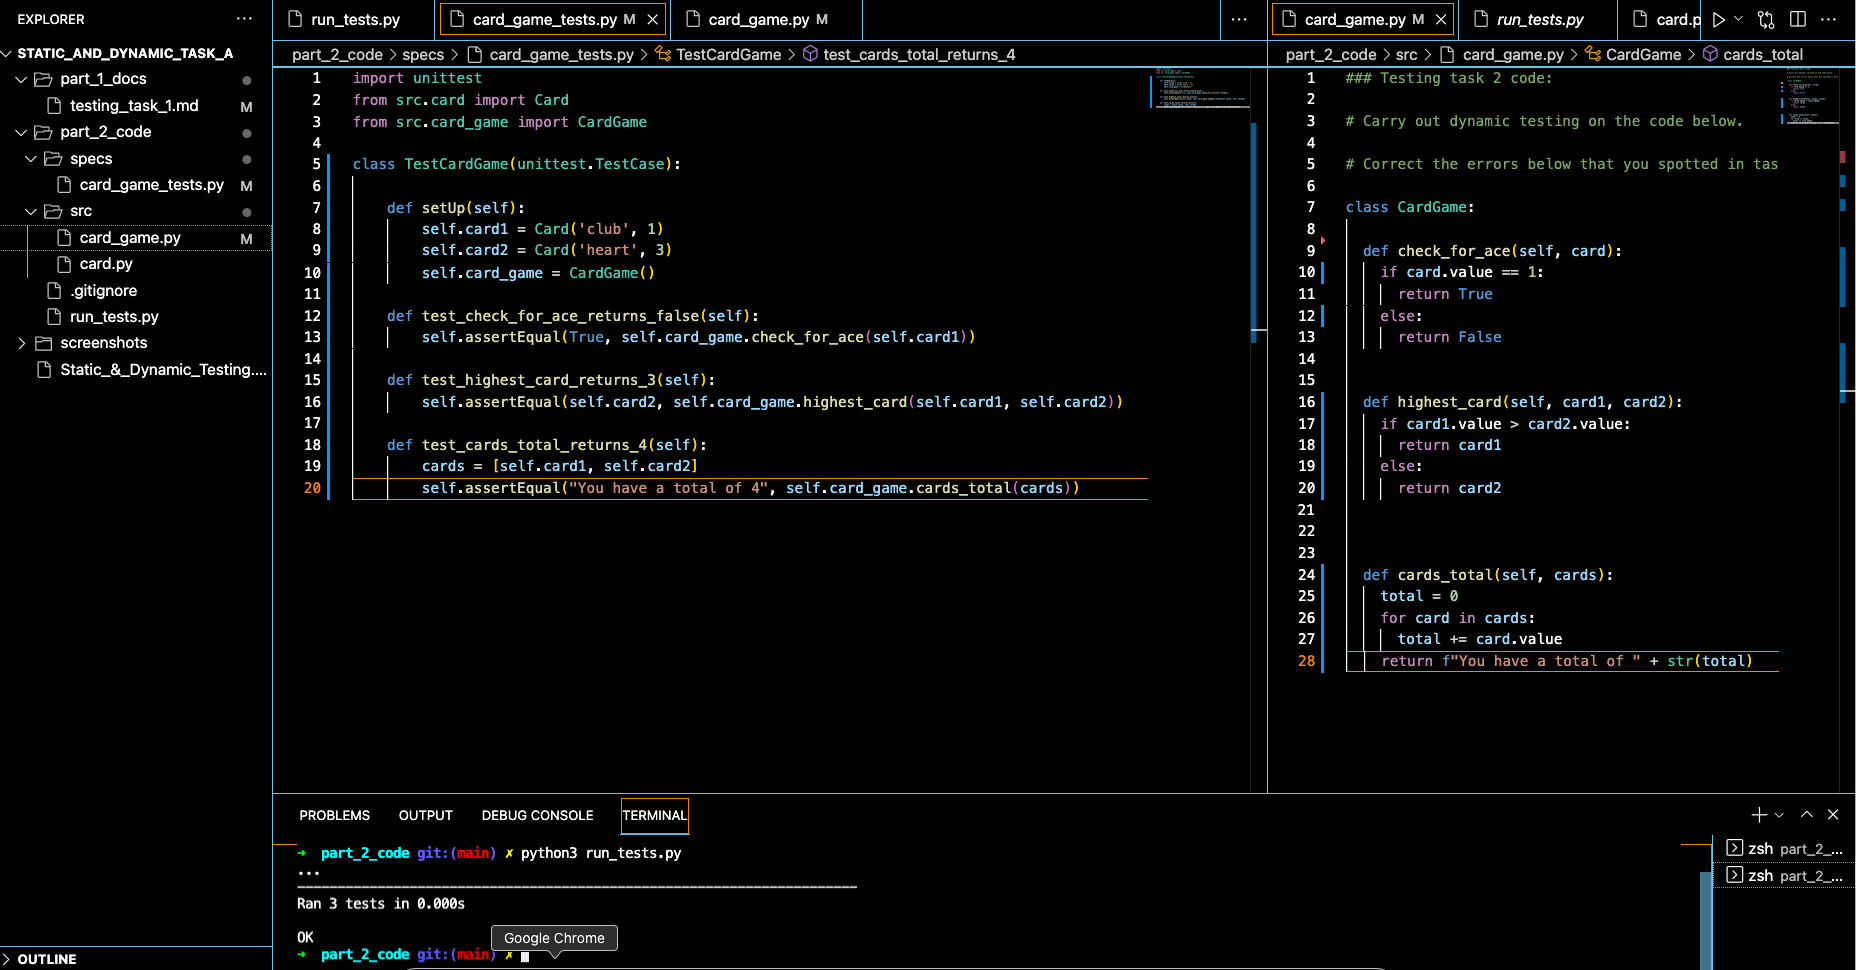 EXPLORER
STATIC_AND_DYNAMIC_TASK_A
part_1_docs
testing_task_1.md M
part_2_code
specs
card_game_tests.py M
src
card_game.py M
card.py
.gitignore
run_tests.py
screenshots
Static_&_Dynamic_Testing....
OUTLINE
run_tests.py
card_game_tests.py M
card_game.py M
part_2_code > specs > card_game_tests.py > TestCardGame > test_cards_total_returns_4
1 import unittest
2 from src.card import Card
3 from src.card_game import CardGame
4
5 class TestCardGame(unittest.TestCase):
6
7 def setUp(self):
8 self.card1 = Card('club', 1)
9 self.card2 = Card('heart', 3)
10 self.card_game = CardGame()
11
12 def test_check_for_ace_returns_false(self):
13 self.assertEqual(True, self.card_game.check_for_ace(self.card1))
14
15 def test_highest_card_returns_3(self):
16 self.assertEqual(self.card2, self.card_game.highest_card(self.card1, self.card2))
17
18 def test_cards_total_returns_4(self):
19 cards = [self.card1, self.card2]
20 self.assertEqual("You have a total of 4", self.card_game.cards_total(cards))
card_game.py M
run_tests.py
card.p
part_2_code > src > card_game.py > CardGame > cards_total
1 ### Testing task 2 code:
2
3 # Carry out dynamic testing on the code below.
4
5 # Correct the errors below that you spotted in tas
6
7 class CardGame:
8
9 def check_for_ace(self, card):
10 if card.value == 1:
11 return True
12 else:
13 return False
14
15
16 def highest_card(self, card1, card2):
17 if card1.value > card2.value:
18 return card1
19 else:
20 return card2
21
22
23
24 def cards_total(self, cards):
25 total = 0
26 for card in cards:
27 total += card.value
28 return f"You have a total of " + str(total)
PROBLEMS OUTPUT DEBUG CONSOLE TERMINAL
➜ part_2_code git:(main) ✗ python3 run_tests.py
...
----------------------------------------------------------------------
Ran 3 tests in 0.000s
OK
➜ part_2_code git:(main) ✗
Google Chrome
zsh part_2_...
zsh part_2_...